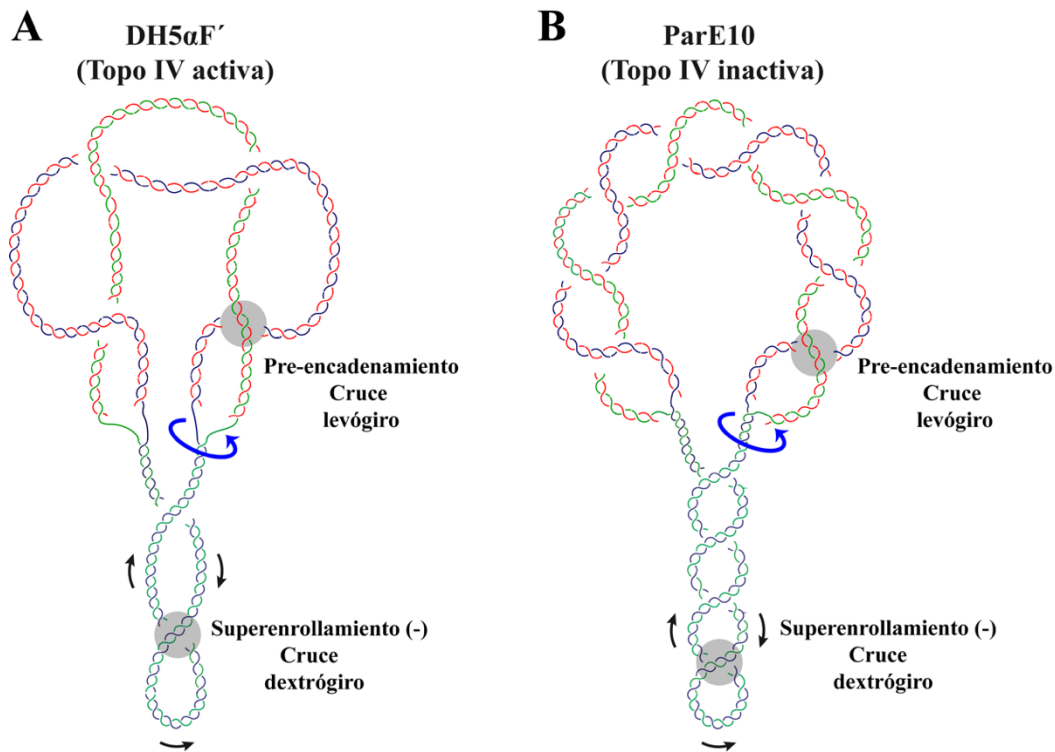 A
DH5αF´
(Topo IV activa)
Pre-encadenamiento
Cruce
levógiro
Superenrollamiento (-)
Cruce
dextrógiro
B
ParE10
(Topo IV inactiva)
Pre-encadenamiento
Cruce
levógiro
Superenrollamiento (-)
Cruce
dextrógiro